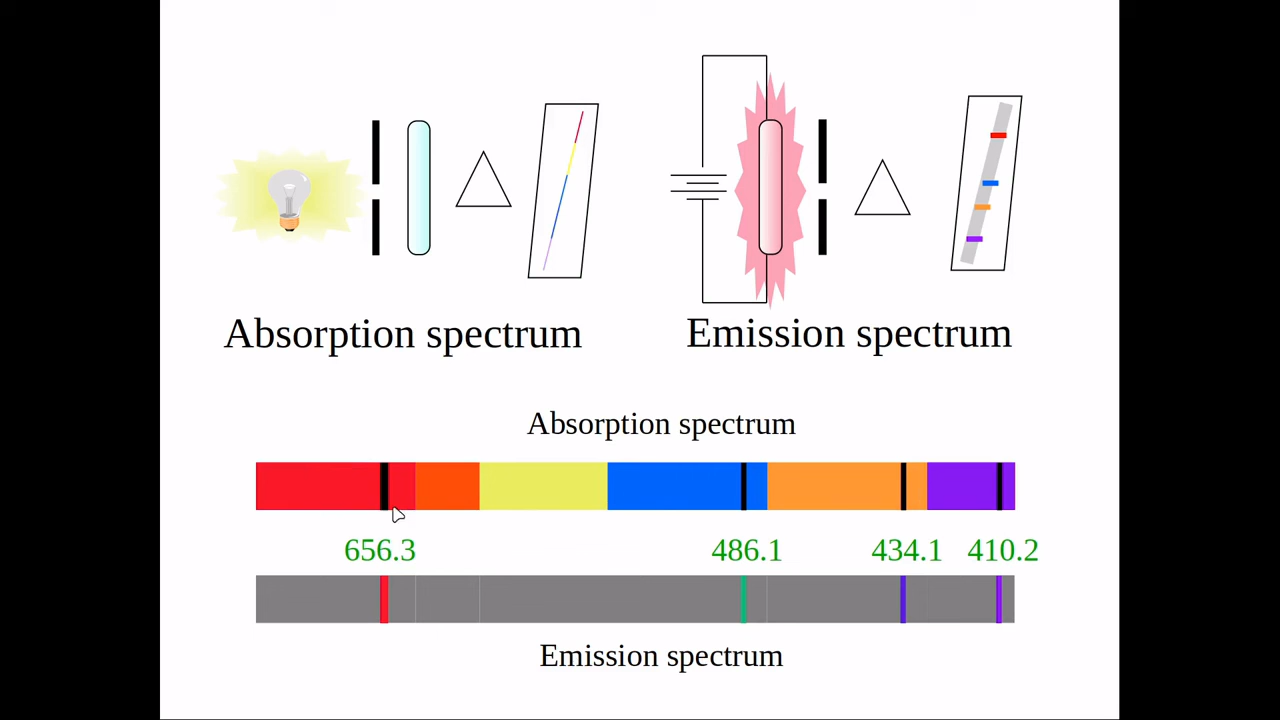 Absorption spectrum
Emission spectrum
Absorption spectrum
656.3
486.1
434.1
410.2
Emission spectrum